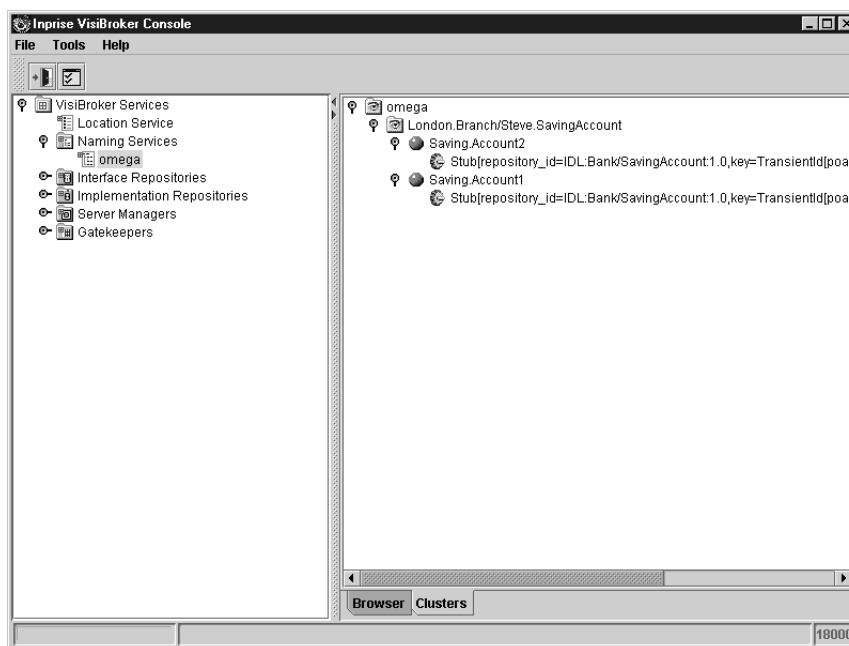 Inprise VisiBroker Console
File Tools Help
VisiBroker Services
Location Service
Naming Services
omega
Interface Repositories
Implementation Repositories
Server Managers
Gatekeepers
omega
London.Branch/Steve.SavingAccount
Saving.Account2
Stub[repository_id=IDL:Bank/SavingAccount:1.0,key=TransientId[poa
Saving.Account1
Stub[repository_id=IDL:Bank/SavingAccount:1.0,key=TransientId[poa
Browser Clusters
18000